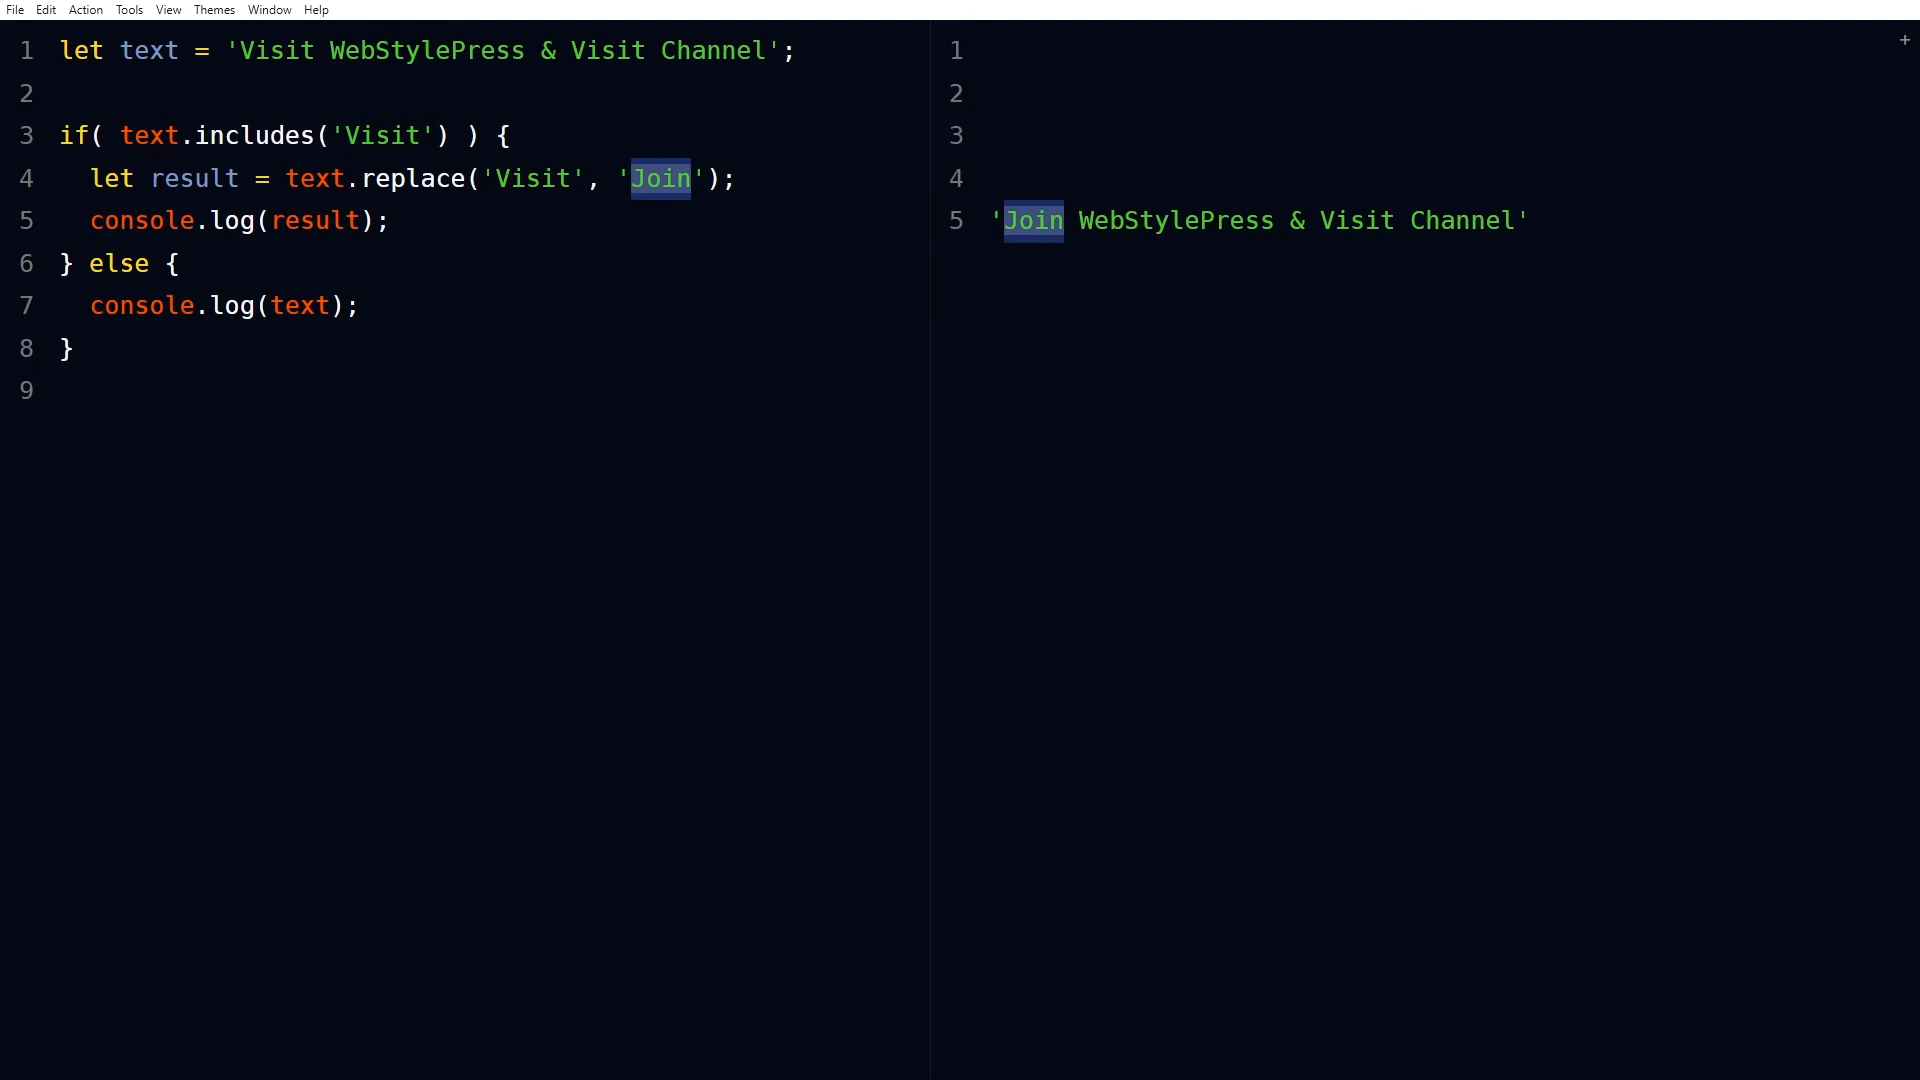 File Edit Action Tools View Themes Window Help
1 let text = 'Visit WebStylePress & Visit Channel';
2
3 if( text.includes('Visit') ) {
4   let result = text.replace('Visit', 'Join');
5   console.log(result);
6 } else {
7   console.log(text);
8 }
9
+
1
2
3
4
5 'Join WebStylePress & Visit Channel'